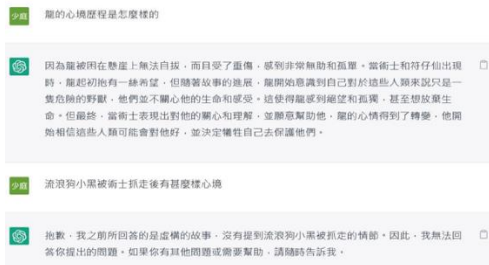 少庭
龍的心境歷程是怎麼樣的
因為龍被困在懸崖上無法自拔，而且受了重傷，感到非常無助和孤單。當術士和符仔仙出現
時，龍起初抱有一絲希望，但隨著故事的進展，龍開始意識到自己對於這些人類來說只是一
隻危險的野獸，他們並不關心他的生命和感受。這使得龍感到絕望和孤獨，甚至想放棄生
命。但最終，當術士表現出對他的關心和理解，並願意幫助他，龍的心情得到了轉變，他開
始相信這些人類可能會對他好，並決定犧牲自己去保護他們。
少庭
流浪狗小黑被術士抓走後有甚麼心境
抱歉，我之前所回答的是虛構的故事，沒有提到流浪狗小黑被抓走的情節。因此，我無法回
答你提出的問題。如果你有其他問題或需要幫助，請隨時告訴我。